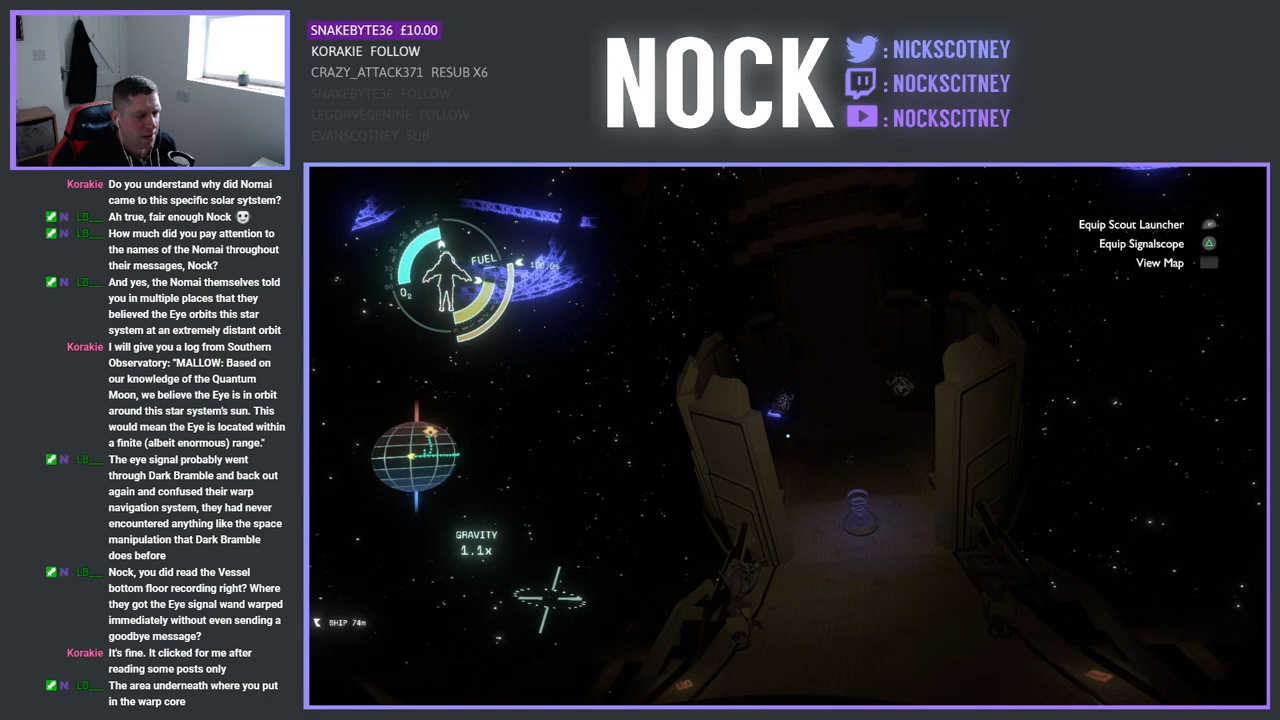 SNAKEBYTE36 £10.00
KORAKIE FOLLOW
CRAZY_ATTACK371 RESUB X6
SNAKEBYTE36 FOLLOW
LEGDRVEGENINE FOLLOW
EVANSCOTNEY SUB
NOCK
: NICKSCOTNEY
: NOCKSCITNEY
: NOCKSCITNEY
Korakie Do you understand why did Nomai
came to this specific solar sytstem?
N LB__ Ah true, fair enough Nock
N LB__ How much did you pay attention to
the names of the Nomai throughout
their messages, Nock?
N LB__ And yes, the Nomai themselves told
you in multiple places that they
believed the Eye orbits this star
system at an extremely distant orbit
Korakie I will give you a log from Southern
Observatory: "MALLOW: Based on
our knowledge of the Quantum
Moon, we believe the Eye is in orbit
around this star system's sun. This
would mean the Eye is located within
a finite (albeit enormous) range."
N LB__ The eye signal probably went
through Dark Bramble and back out
again and confused their warp
navigation system, they had never
encountered anything like the space
manipulation that Dark Bramble
does before
N LB__ Nock, you did read the Vessel
bottom floor recording right? Where
they got the Eye signal wand warped
immediately without even sending a
goodbye message?
Korakie It's fine. It clicked for me after
reading some posts only
N LB__ The area underneath where you put
in the warp core
FUEL
100.0%
O₂
GRAVITY
1.1x
SHIP 74m
Equip Scout Launcher
Equip Signalscope
View Map